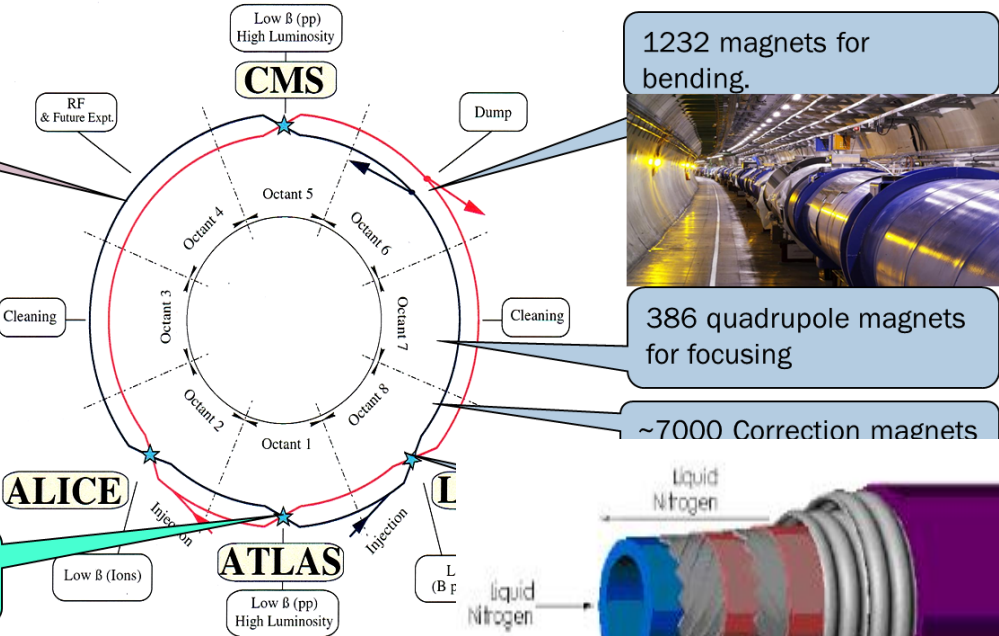 Low ß (pp)
High Luminosity
CMS
RF
& Future Expt.
Dump
1232 magnets for
bending.
Octant 5
Octant 4
Octant 6
Octant 3
Octant 7
Cleaning
Cleaning
386 quadrupole magnets
for focusing
Octant 2
Octant 8
Octant 1
~7000 Correction magnets
ALICE
L
Injection
Injection
ATLAS
Low ß (Ions)
L
(B p
Low ß (pp)
High Luminosity
Liquid
Nitrogen
Liquid
Nitrogen